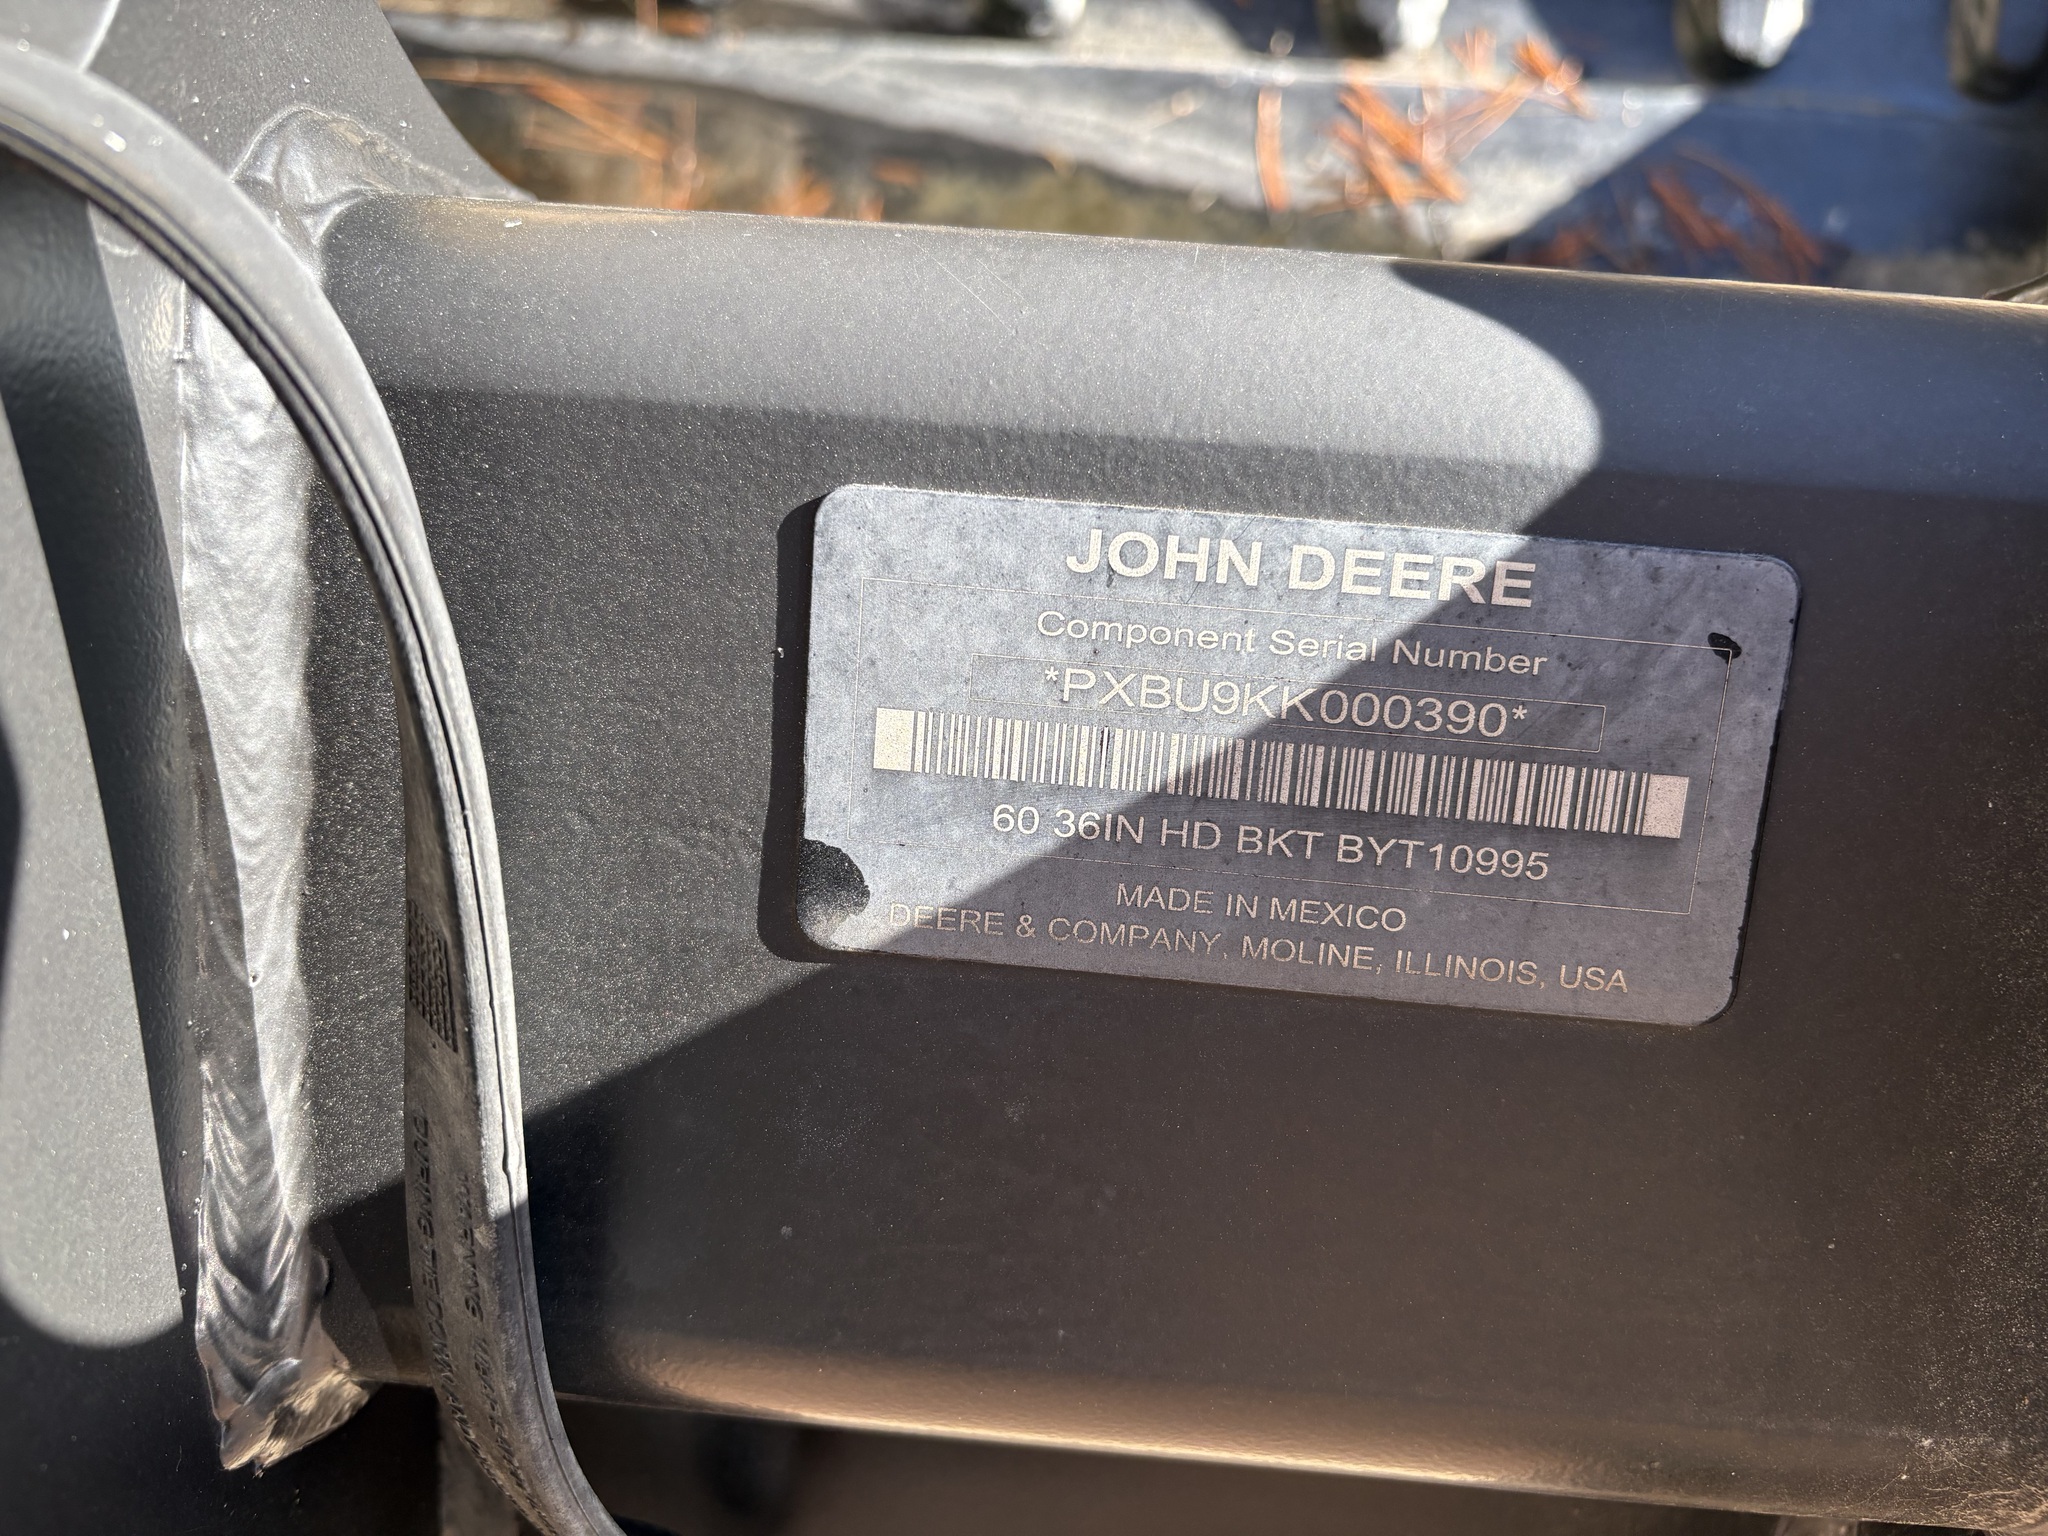 JOHN DEERE
Component Serial Number
*PXBU9KK000390*
60 36IN HD BKT BYT10995
MADE IN MEXICO
DEERE & COMPANY, MOLINE, ILLINOIS, USA